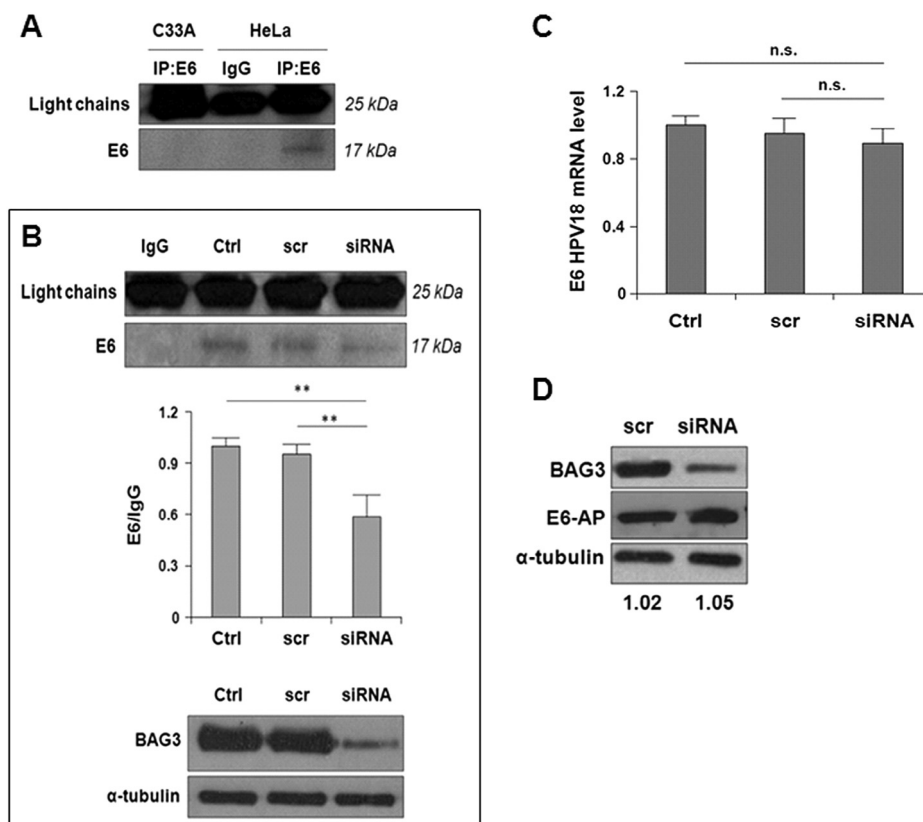 A
C33A HeLa
IP:E6 IgG IP:E6
Light chains 25 kDa
E6 17 kDa
B
IgG Ctrl scr siRNA
Light chains 25 kDa
E6 17 kDa
**
**
1.2
0.9
0.6
0.3
0
E6/IgG
Ctrl scr siRNA
Ctrl scr siRNA
BAG3
α-tubulin
C
n.s.
n.s.
1.2
0.8
0.4
0
E6 HPV18 mRNA level
Ctrl scr siRNA
D
scr siRNA
BAG3
E6-AP
α-tubulin
1.02 1.05